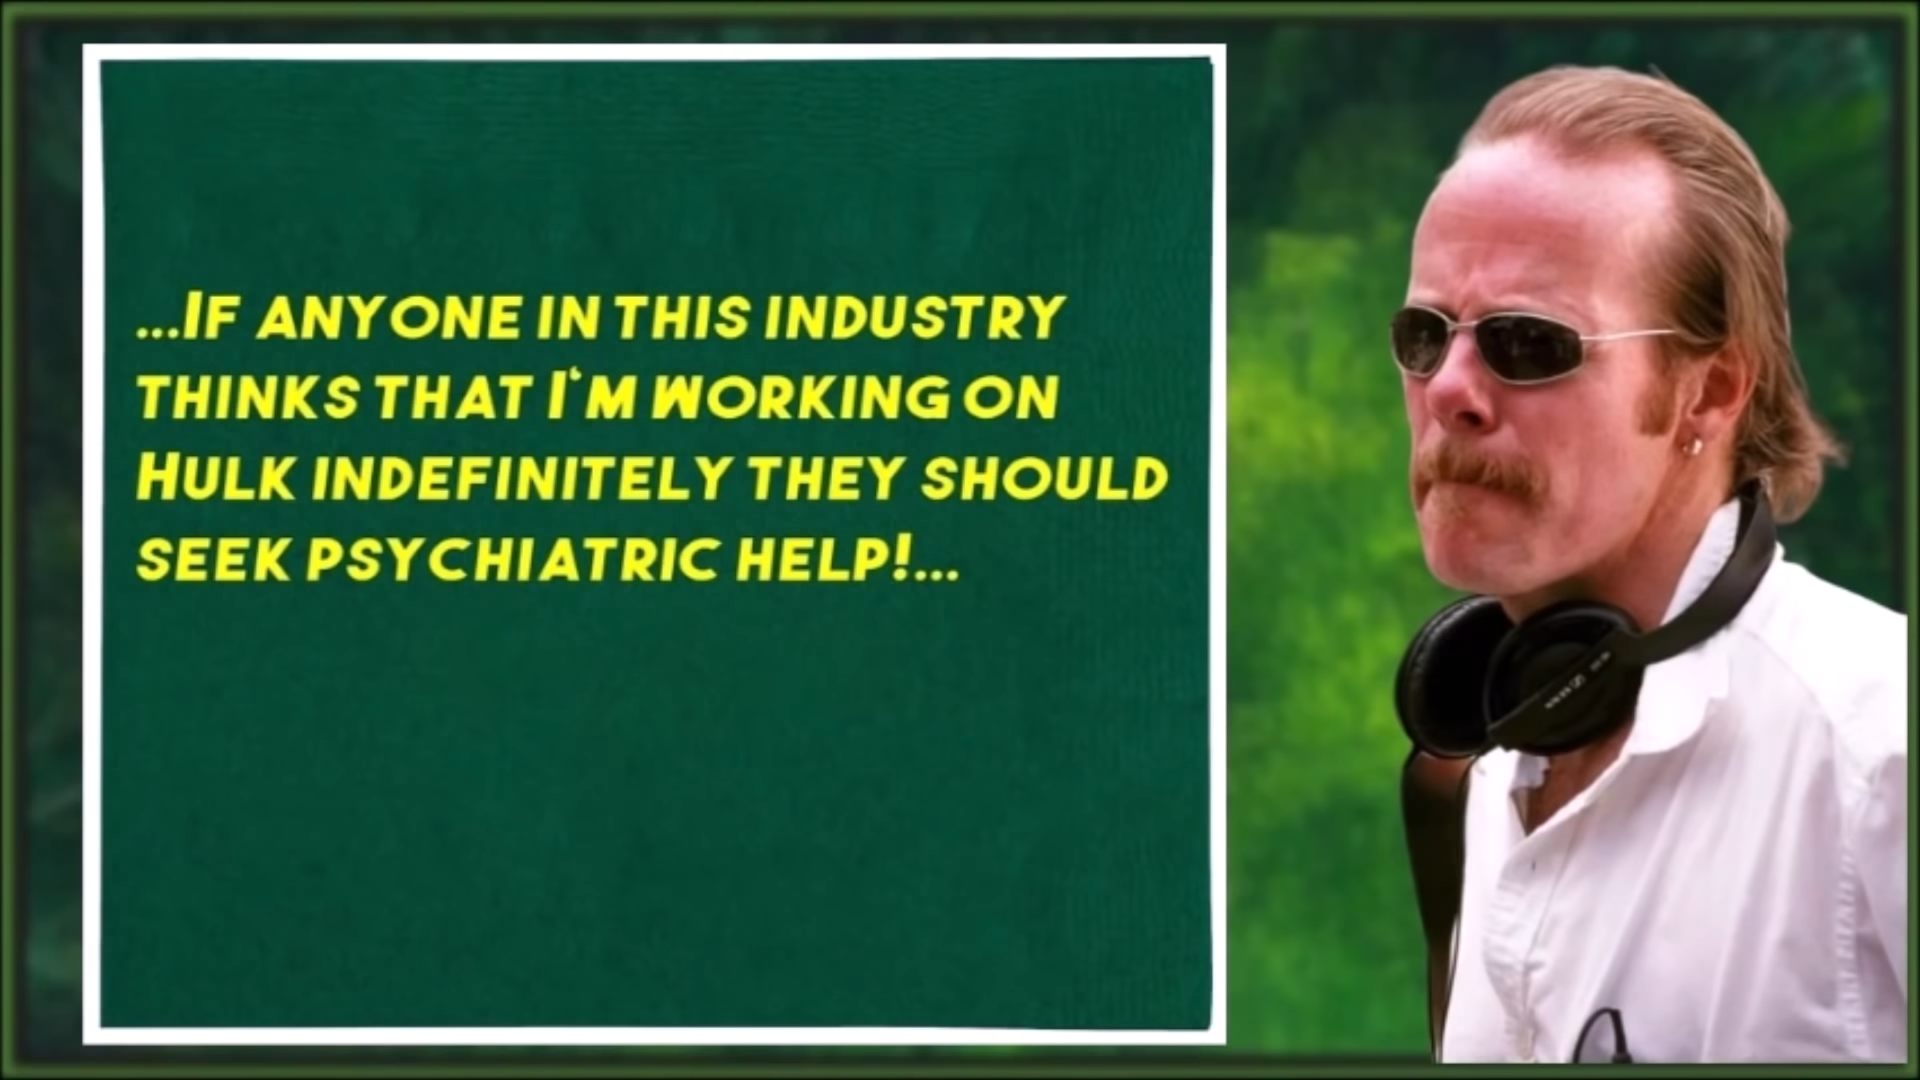 ...If anyone in this industry
thinks that I'm working on
Hulk indefinitely they should
seek psychiatric help!...